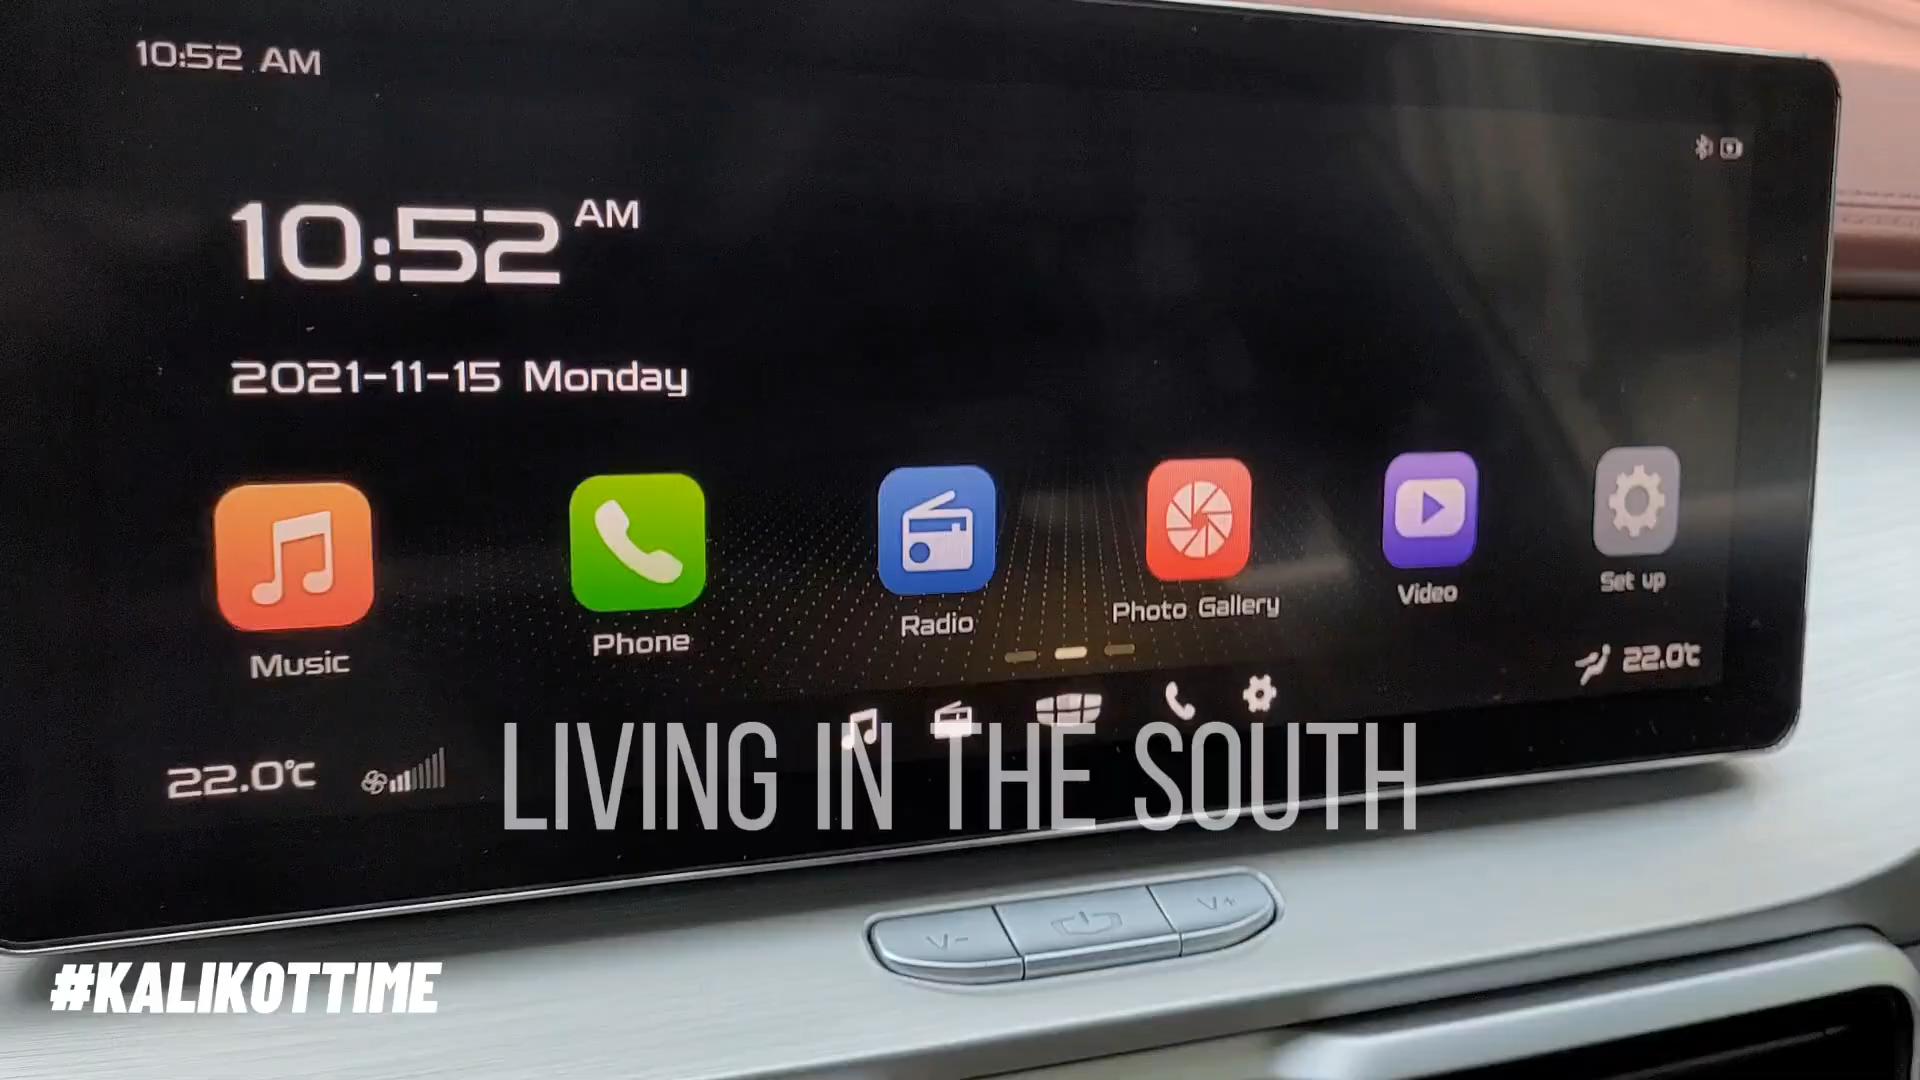 10:52 AM
10:52 AM
2021-11-15 Monday
Music
Phone
Radio
Photo Gallery
Video
Set up
22.0℃
22.0℃
LIVING IN THE SOUTH
V-
V+
#KALIKOTTIME